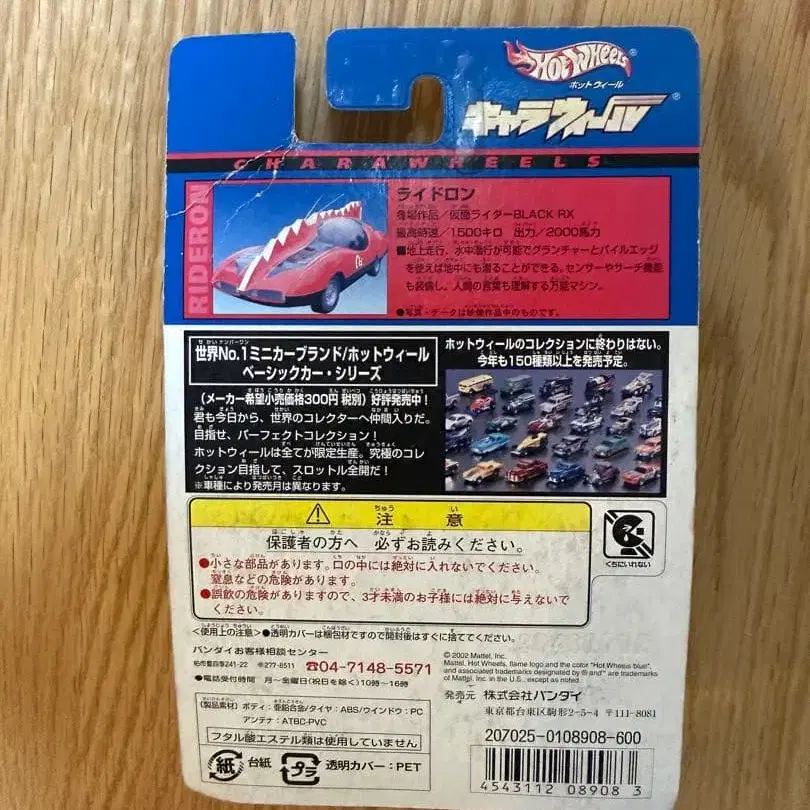 Hot Wheels®
ホットウィール
キャラウィール®
CHARAWHEELS
RIDERON
ライドロン
登場作品/仮面ライダーBLACK RX
最高時速/1500キロ 出力/2000馬力
■地上走行、水中潜行が可能でグランチャーとパイルエッジ
を使えば地中にも潜ることができる。センサーやサーチ機能
も装備し、人間の言葉も理解する万能マシン。
●写真・データは映像作品中のものです。
世界No.1ミニカーブランド/ホットウィール
ベーシックカー・シリーズ
(メーカー希望小売価格300円 税別) 好評発売中!
君も今日から、世界のコレクターへ仲間入りだ。
目指せ、パーフェクトコレクション!
ホットウィールは全てが限定生産。究極のコレ
クション目指して、スロットル全開だ!
※車種により発売月は異なります。
ホットウィールのコレクションに終わりはない。
今年も150種類以上を発売予定。
注意
保護者の方へ 必ずお読みください。
●小さな部品があります。口の中には絶対に入れないでください。
窒息などの危険があります。
●誤飲の危険がありますので、3才未満のお子様には絶対に与えないで
ください。
くちにいれない
<使用上の注意>●透明カバーは梱包材ですので開封後はすぐに捨ててください。
バンダイお客様相談センター
柏市豊四季241-22 〒277-8511 ☎04-7148-5571
●電話受付時間 月〜金曜日(祝日を除く)10時〜16時
〈製品素材〉ボディ:亜鉛合金/タイヤ:ABS/ウインドウ:PC
アンテナ:ATBC-PVC
フタル酸エステル類は使用していません
紙 台紙 プラ 透明カバー:PET
© 2002 Mattel, Inc.
Mattel, Hot Wheels, flame logo and the color "Hot Wheels blue",
and associated trademarks designated by ® and ™ are trademarks
of Mattel, Inc. in the U.S., except as noted.
発売元 株式会社バンダイ
東京都台東区駒形2-5-4 〒111-8081
207025-0108908-600
4543112 08908 3